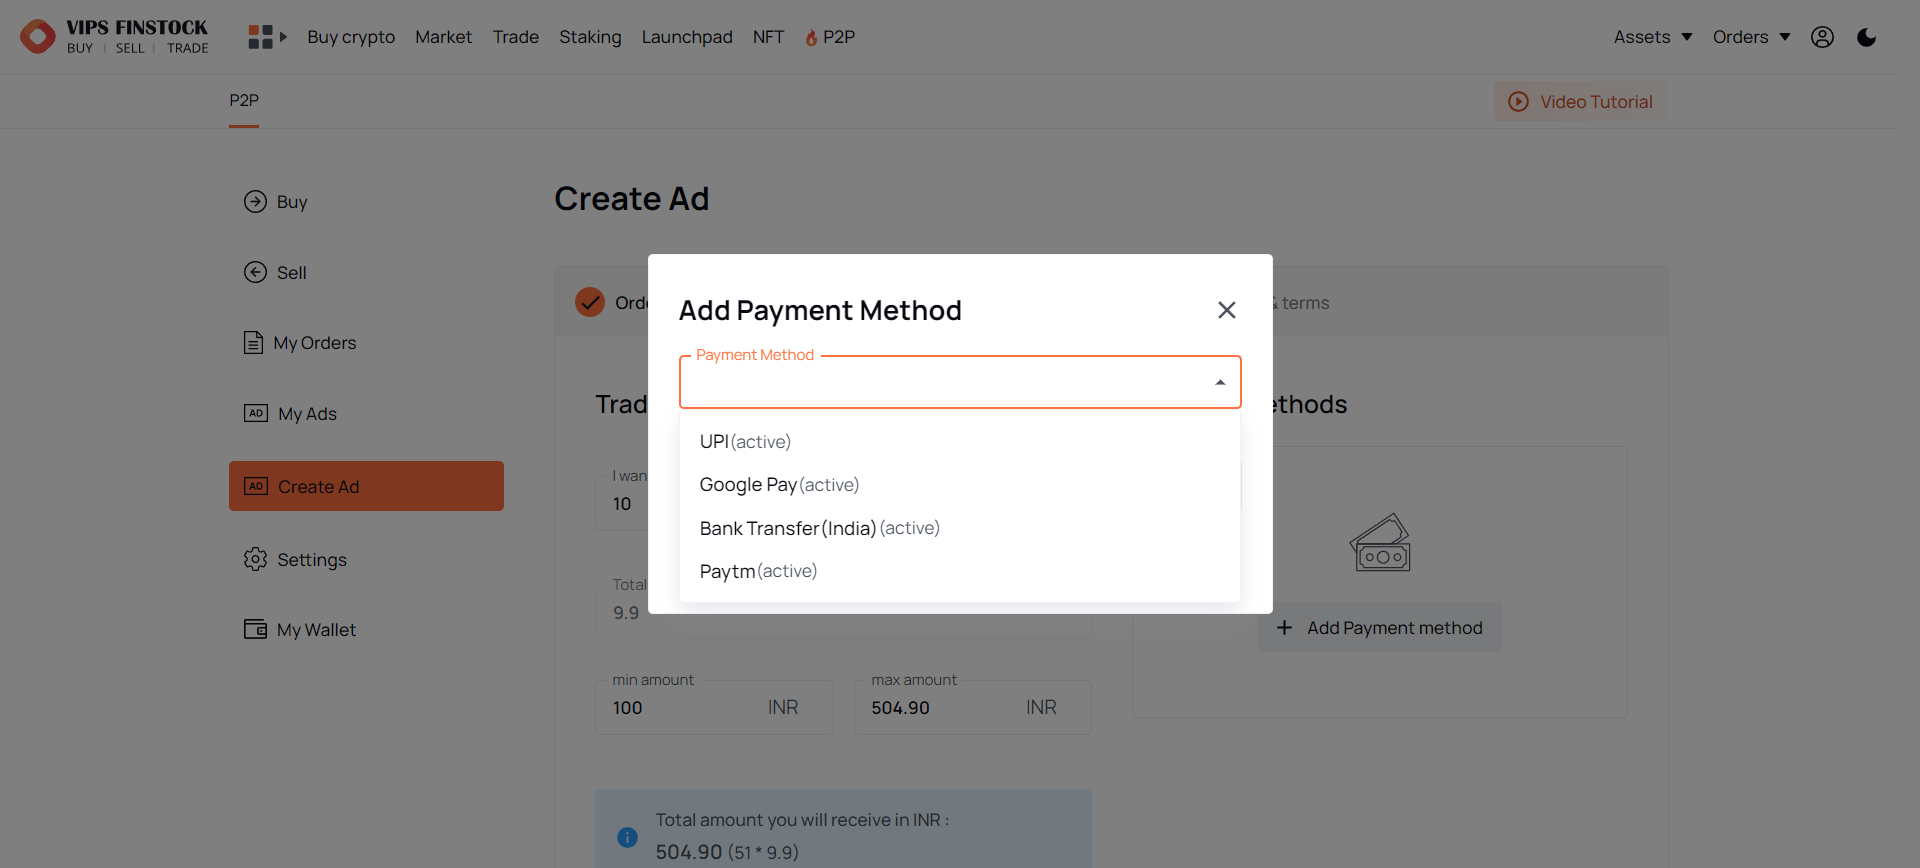 VIPS FINSTOCK
BUY | SELL | TRADE
Buy crypto Market Trade Staking Launchpad NFT P2P
Assets Orders
P2P
Video Tutorial
Buy
Sell
My Orders
AD My Ads
AD Create Ad
Settings
My Wallet
Create Ad
& terms
Add Payment Method
Payment Method
UPI(active)
Google Pay(active)
Bank Transfer(India)(active)
Paytm(active)
I wan
10
Total
9.9
min amount
100 INR
max amount
504.90 INR
Add Payment method
Total amount you will receive in INR :
504.90 (51 * 9.9)